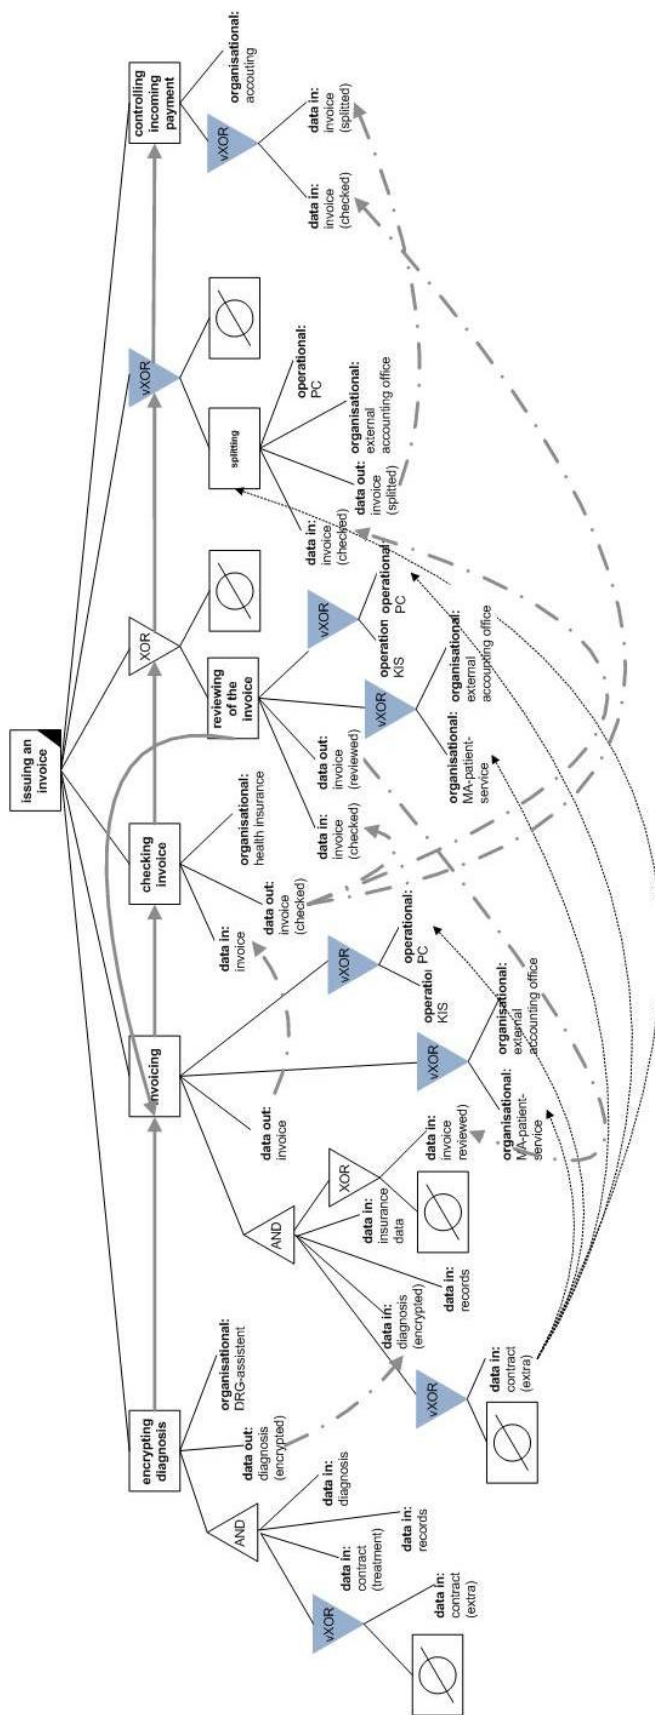 issuing an
invoice
encrypting
diagnosis
invoicing
checking
invoice
XOR
vXOR
controlling
incoming
payment
AND
data out:
diagnosis
(encrypted)
organisational:
DRG-assistent
vXOR
data in:
contract
(treatment)
data in:
records
data in:
diagnosis
data in:
contract
(extra)
AND
data out:
invoice
vXOR
vXOR
vXOR
data in:
diagnosis
(encrypted)
data in:
records
data in:
insurance
data
XOR
data in:
contract
(extra)
data in:
invoice
reviewed)
organisational:
MA-patient-
service
organisational:
external
accounting office
operatio
KIS
operational:
PC
data in:
invoice
data out:
invoice
(checked)
organisational:
health insurance
reviewing
of the
invoice
data in:
invoice
(checked)
data out:
invoice
(reviewed)
vXOR
vXOR
organisational:
MA-patient-
service
organisational:
external
accounting office
operation
KIS
operational:
PC
splitting
data in:
invoice
(checked)
data out:
invoice
(splitted)
organisational:
external
accounting office
operational:
PC
vXOR
organisational:
accouting
data in:
invoice
(checked)
data in:
invoice
(splitted)